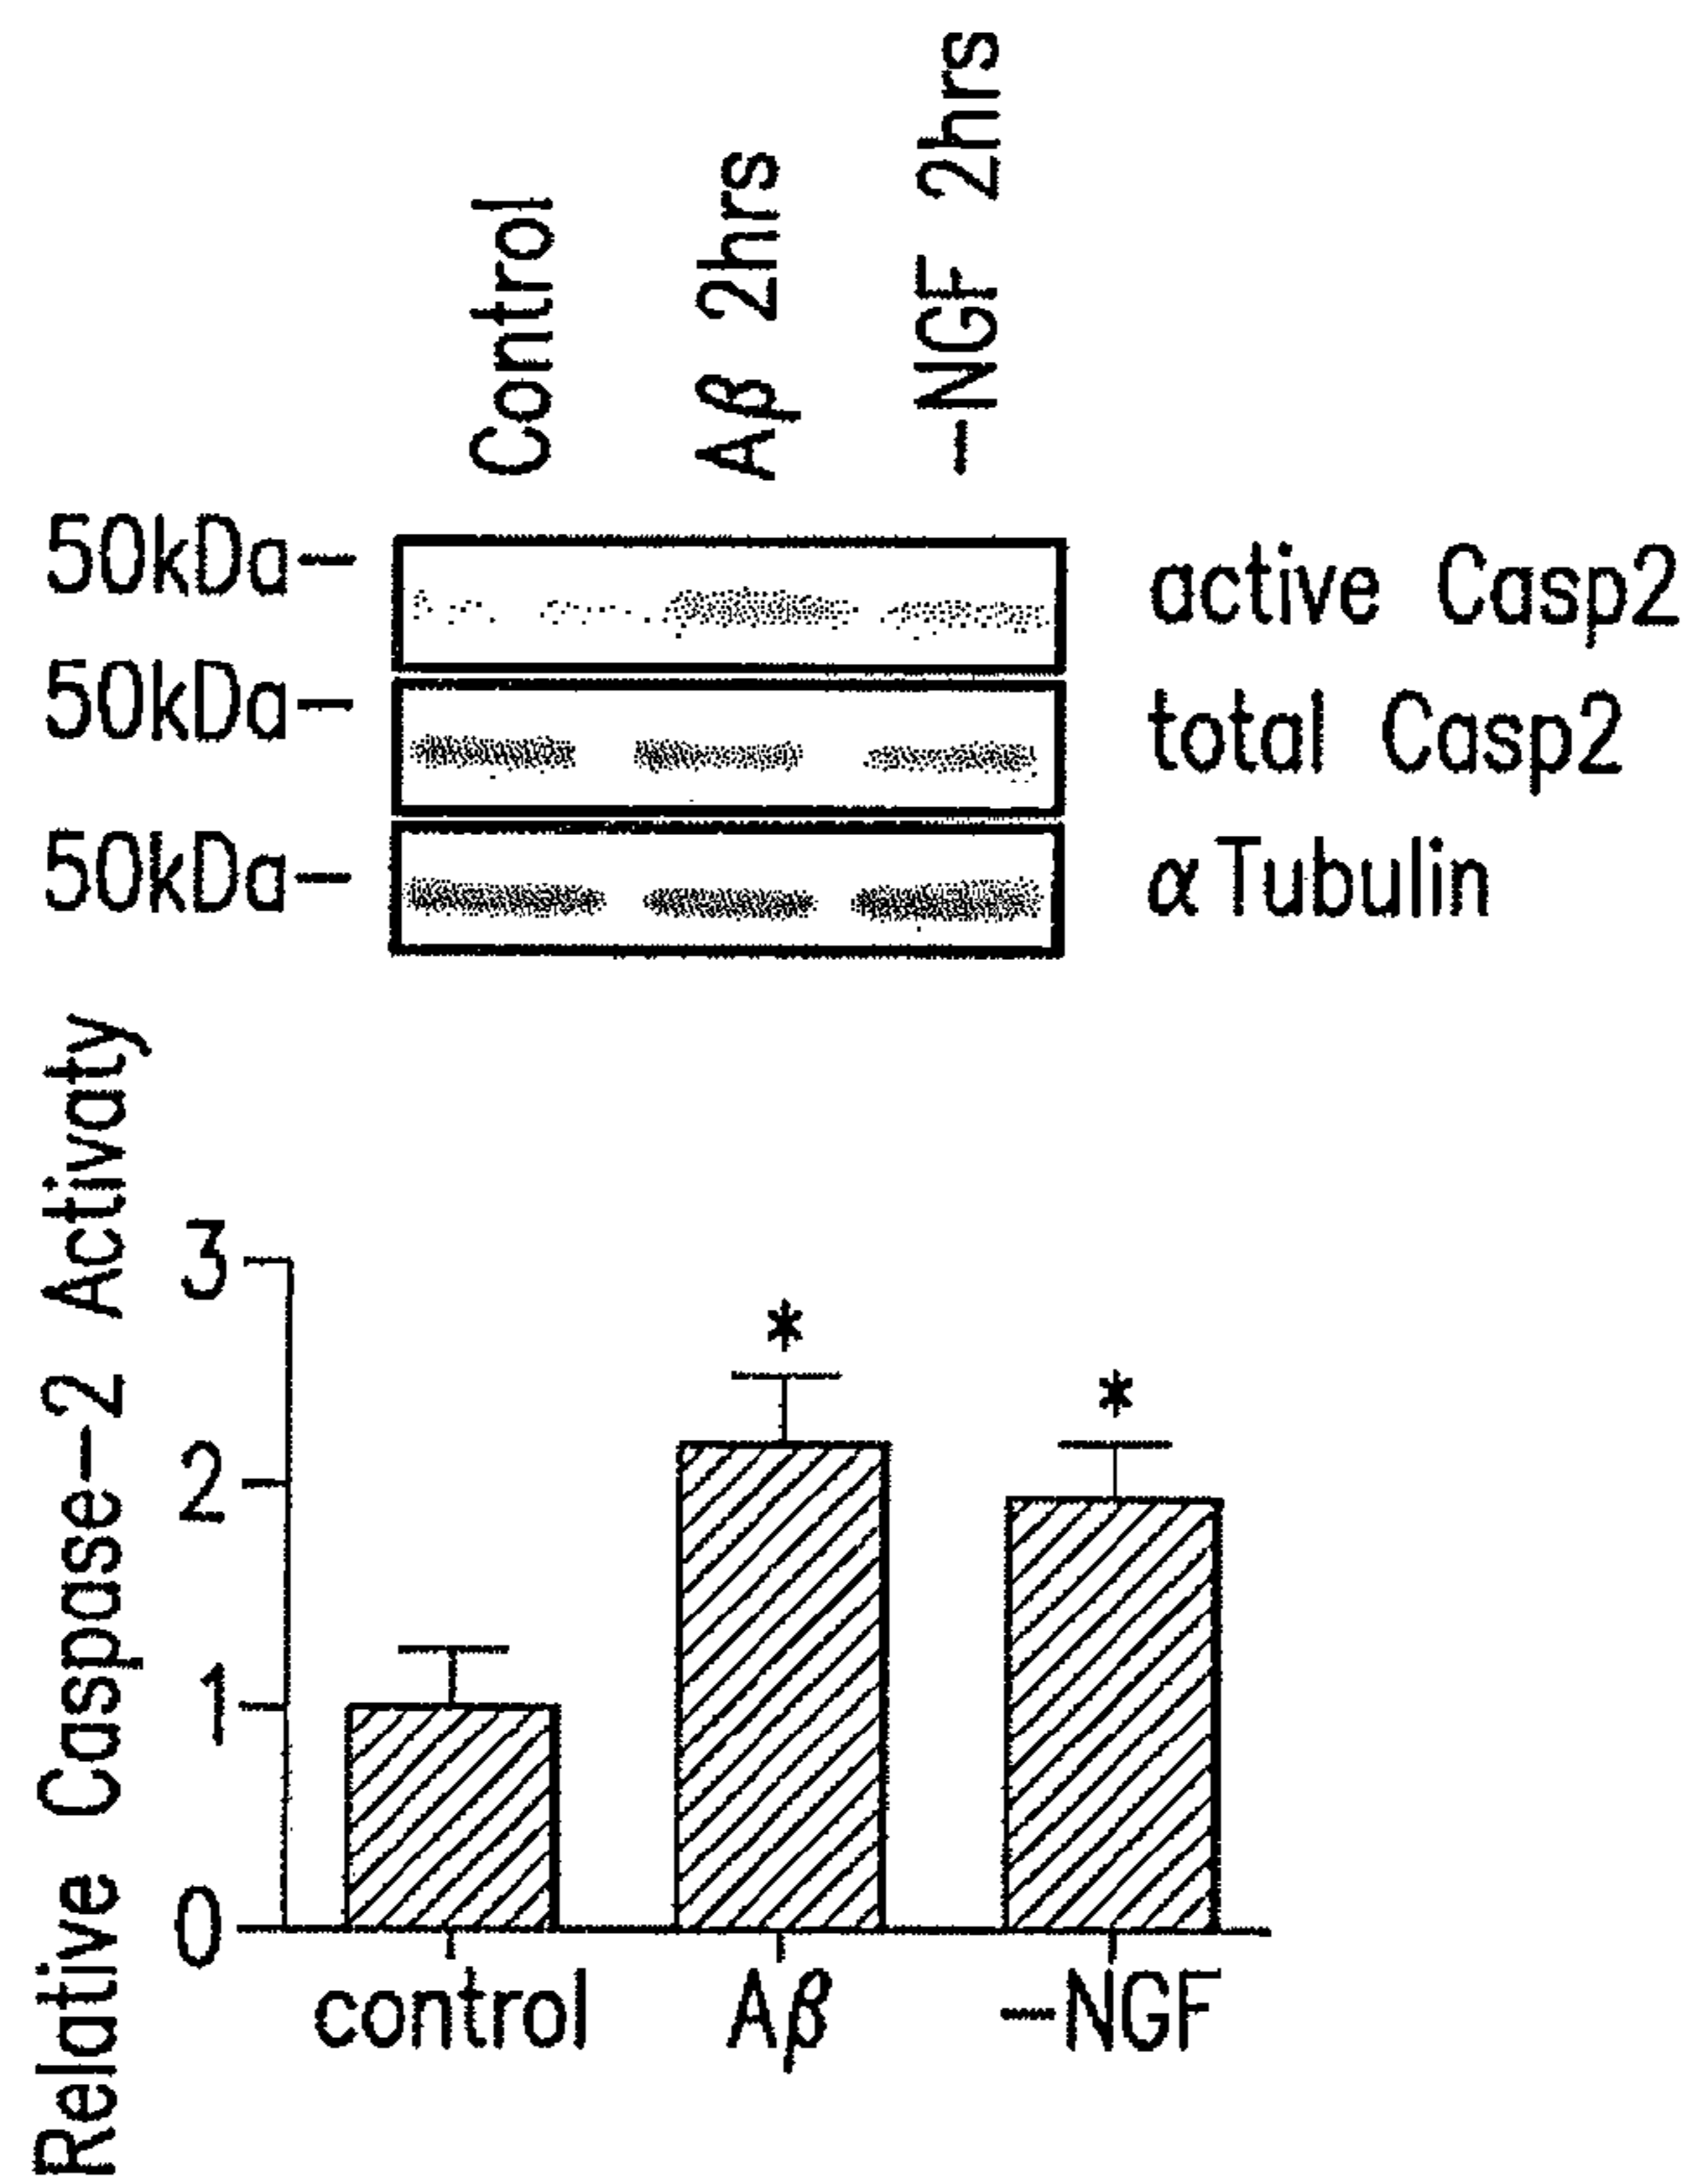 Control
Aβ 2hrs
-NGF 2hrs
50kDa- active Casp2
50kDa- total Casp2
50kDa- αTubulin
Relative Caspase-2 Activaty
3
2
1
0
*
*
control Aβ -NGF